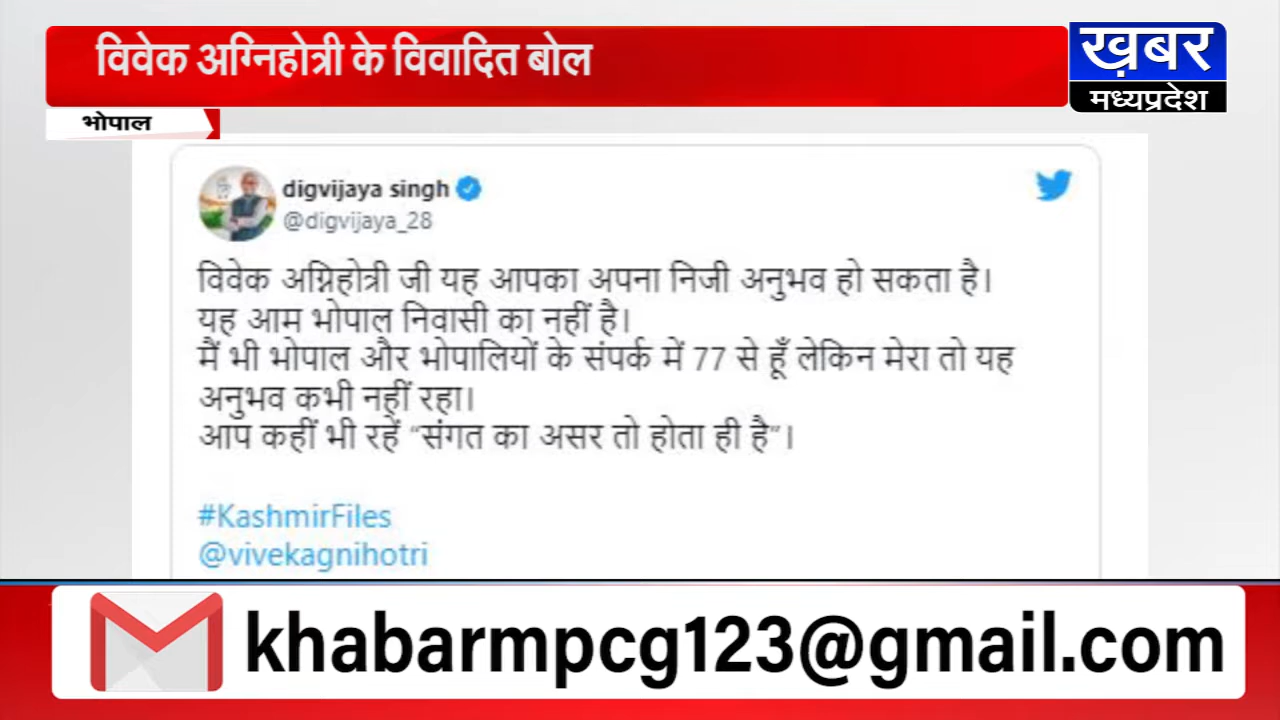 विवेक अग्निहोत्री के विवादित बोल
ख़बर
मध्यप्रदेश
भोपाल
digvijaya singh
@digvijaya_28
विवेक अग्निहोत्री जी यह आपका अपना निजी अनुभव हो सकता है।
यह आम भोपाल निवासी का नहीं है।
मैं भी भोपाल और भोपालियों के संपर्क में 77 से हूँ लेकिन मेरा तो यह
अनुभव कभी नहीं रहा।
आप कहीं भी रहें “संगत का असर तो होता ही है”।
#KashmirFiles
@vivekagnihotri
khabarmpcg123@gmail.com